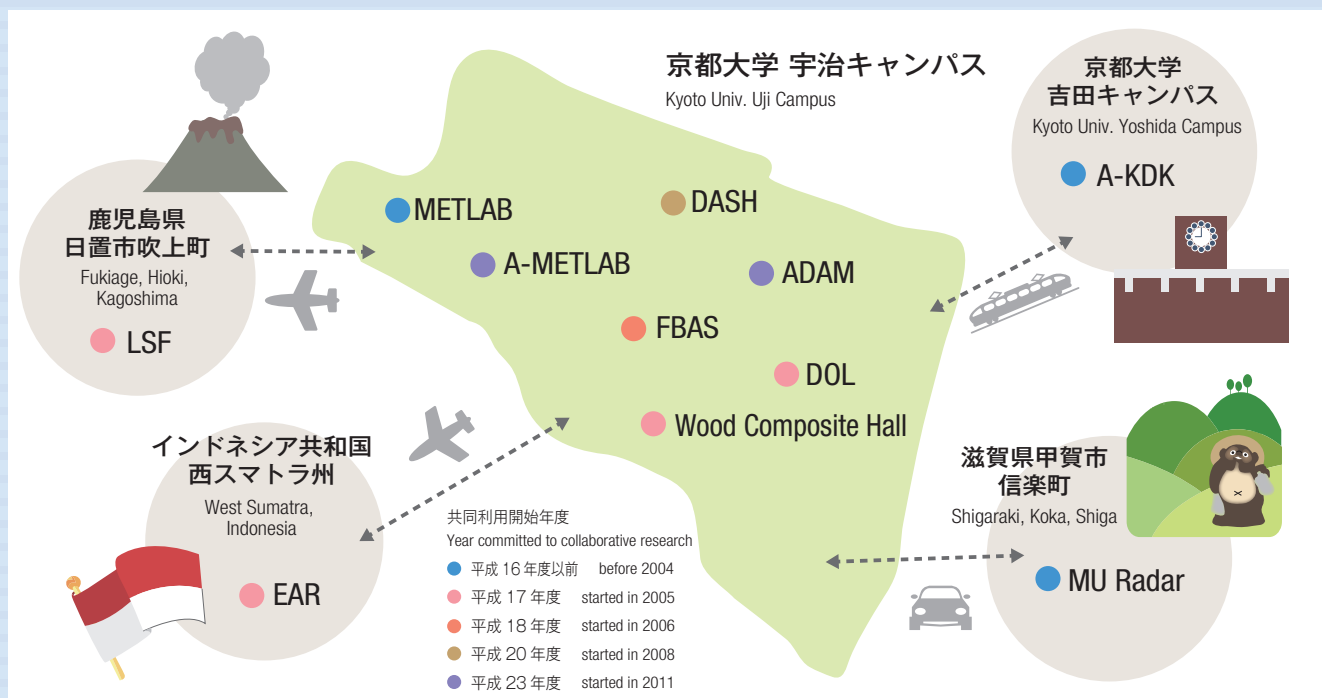 京都大学 宇治キャンパス
Kyoto Univ. Uji Campus
京都大学
吉田キャンパス
Kyoto Univ. Yoshida Campus
A-KDK
鹿児島県
日置市吹上町
Fukiage, Hioki,
Kagoshima
LSF
METLAB
DASH
A-METLAB
ADAM
FBAS
DOL
Wood Composite Hall
インドネシア共和国
西スマトラ州
West Sumatra,
Indonesia
EAR
滋賀県甲賀市
信楽町
Shigaraki, Koka, Shiga
MU Radar
共同利用開始年度
Year committed to collaborative research
平成 16 年度以前 before 2004
平成 17 年度 started in 2005
平成 18 年度 started in 2006
平成 20 年度 started in 2008
平成 23 年度 started in 2011